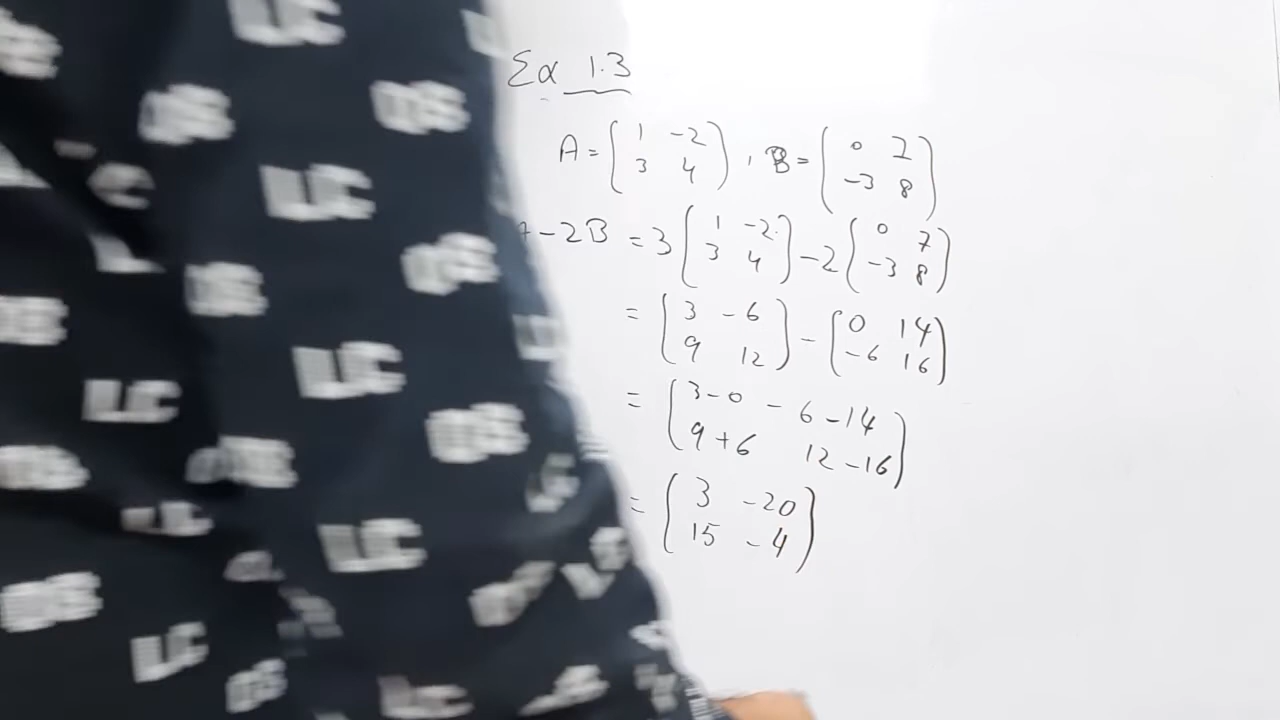 Ex 1.3
A = ( 1 -2 3 4 ) , B = ( 0 7 -3 8 )
- 2B = 3 ( 1 -2 3 4 ) - 2 ( 0 7 -3 8 )
= ( 3 -6 9 12 ) - ( 0 14 -6 16 )
= ( 3-0 -6-14 9+6 12-16 )
= ( 3 -20 15 -4 )